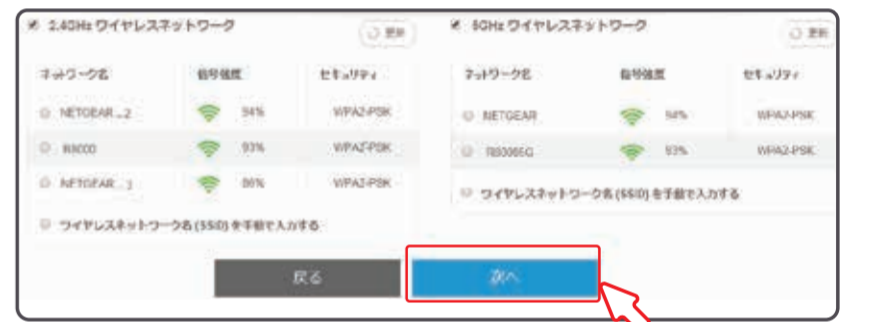 2.4GHz ワイヤレスネットワーク
更新
ネットワーク名 信号強度 セキュリティ
NETGEAR_2 94% WPA2-PSK
R8000 93% WPA2-PSK
NETGEAR_3 86% WPA2-PSK
ワイヤレスネットワーク名 (SSID) を手動で入力する
5GHz ワイヤレスネットワーク
更新
ネットワーク名 信号強度 セキュリティ
NETGEAR 94% WPA2-PSK
93% WPA2-PSK
ワイヤレスネットワーク名 (SSID) を手動で入力する
戻る
次へ